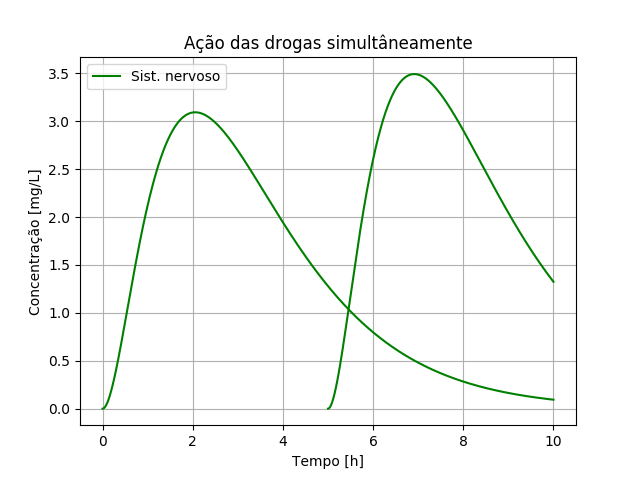 Ação das drogas simultâneamente
Sist. nervoso
Concentração [mg/L]
3.5
3.0
2.5
2.0
1.5
1.0
0.5
0.0
0 2 4 6 8 10
Tempo [h]